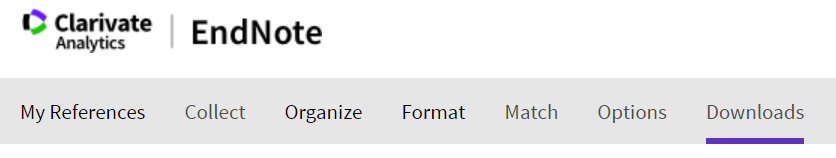 Clarivate
Analytics
EndNote
My References Collect Organize Format Match Options Downloads